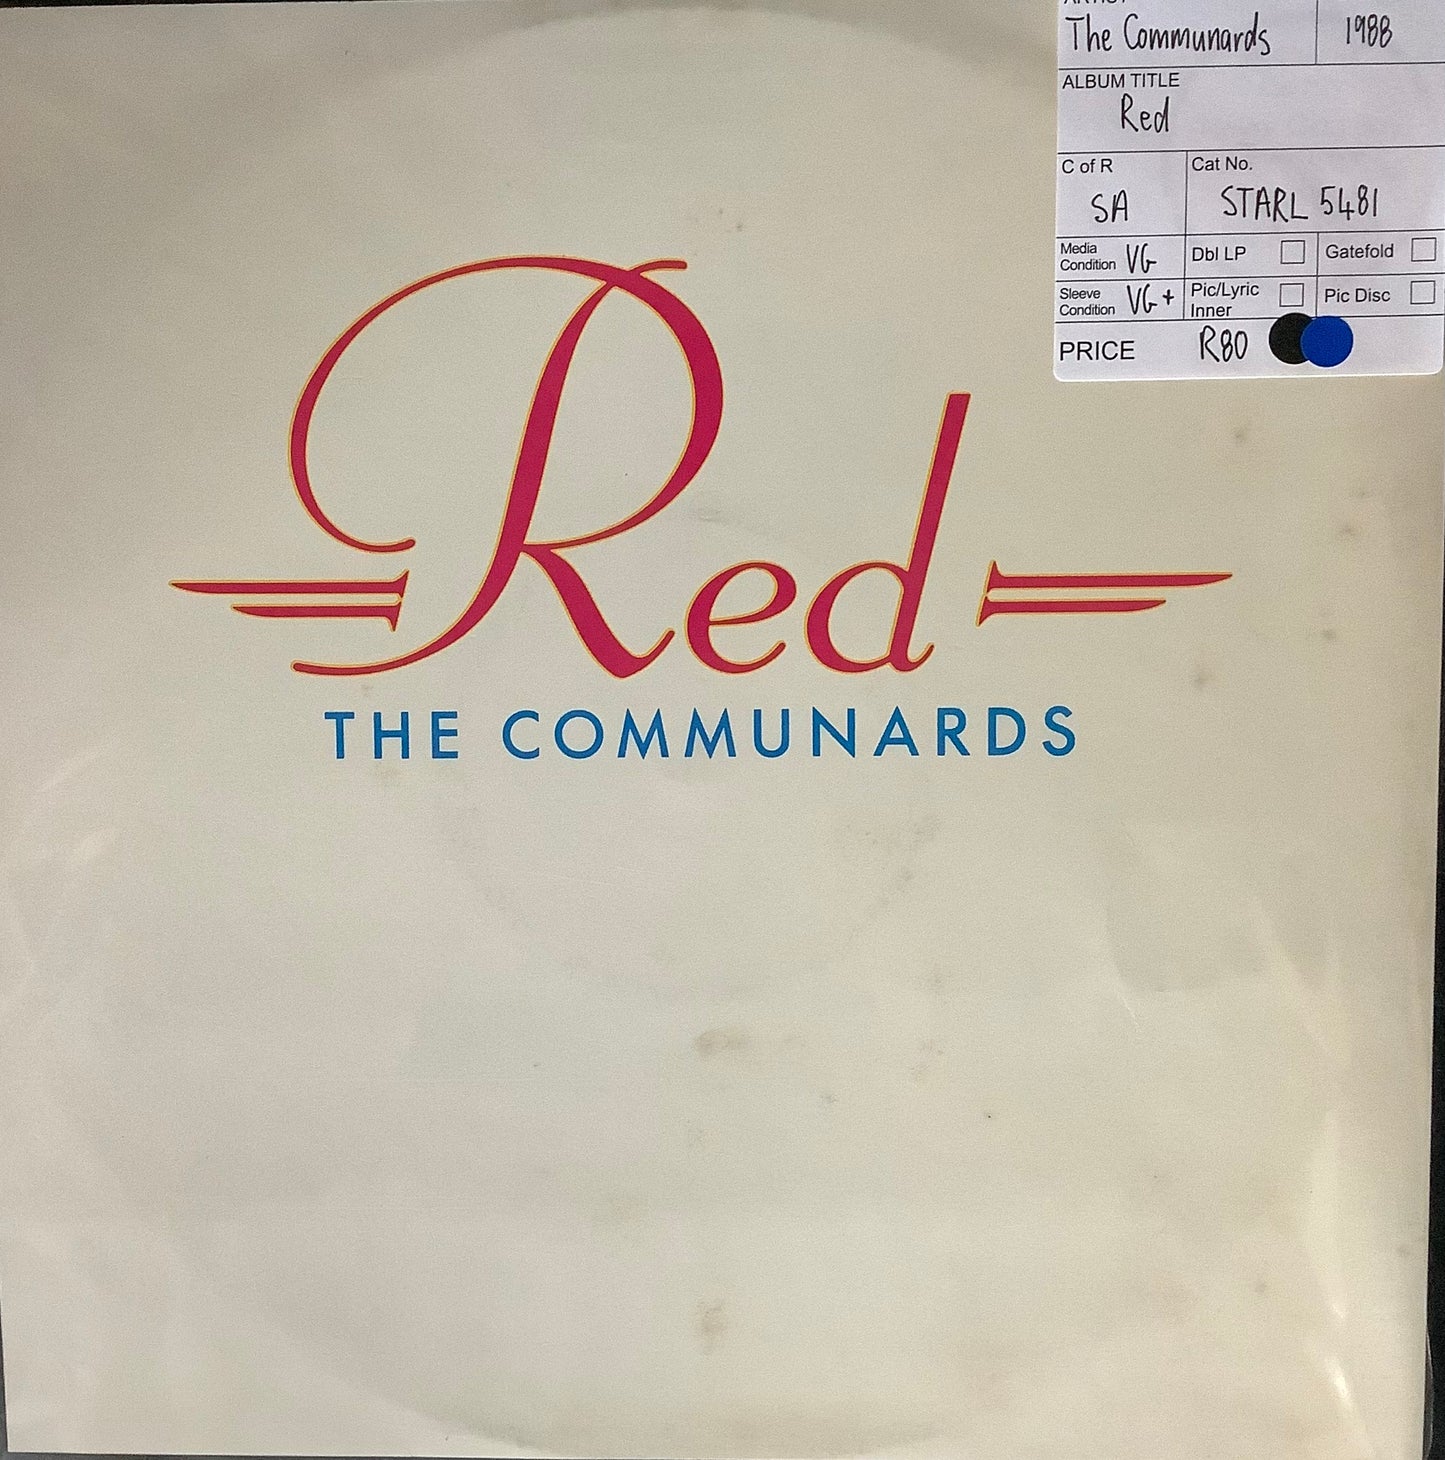 ARTIST
The Communards 1988
ALBUM TITLE
Red
C of R Cat No.
SA STARL 5481
Media Condition VG Dbl LP Gatefold
Sleeve Condition VG+ Pic/Lyric Inner Pic Disc
PRICE R80
Red
THE COMMUNARDS